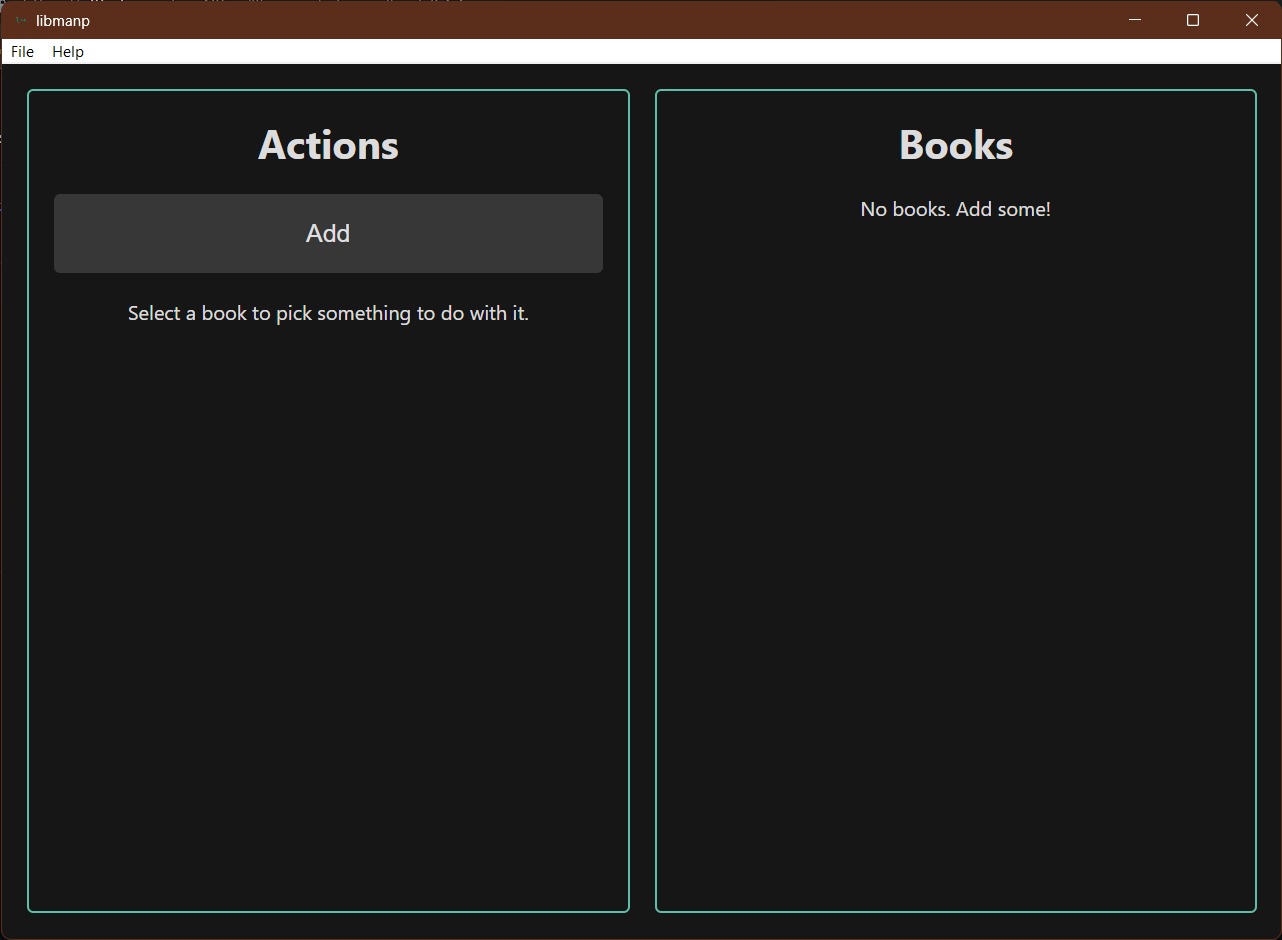 libmanp
File Help
Actions
Add
Select a book to pick something to do with it.
Books
No books. Add some!